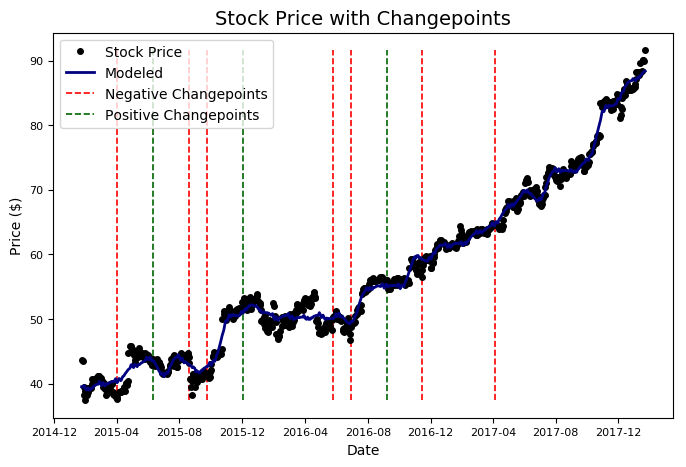 Stock Price with Changepoints
Stock Price
Modeled
Negative Changepoints
Positive Changepoints
Price ($)
90
80
70
60
50
40
2014-12 2015-04 2015-08 2015-12 2016-04 2016-08 2016-12 2017-04 2017-08 2017-12
Date